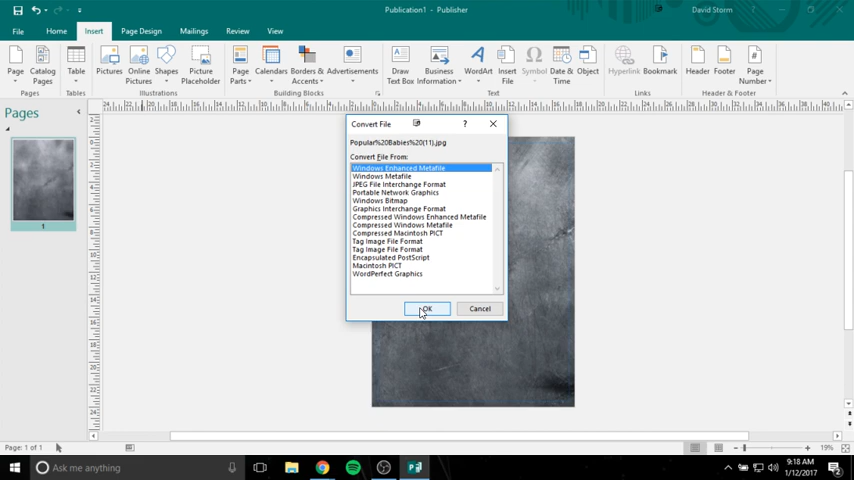 Publication1 - Publisher
David Storm
?
File
Home
Insert
Page Design
Mailings
Review
View
Page
Catalog Pages
Table
Pictures
Online Pictures
Shapes
Picture Placeholder
Page Parts
Calendars
Borders & Accents
Advertisements
Draw Text Box
Business Information
WordArt
Insert File
Symbol
Date & Time
Object
Hyperlink
Bookmark
Header
Footer
Page Number
Pages
Tables
Illustrations
Building Blocks
Text
Links
Header & Footer
Pages
1
Convert File
?
Popular%20Babies%20(11).jpg
Convert File From:
Windows Enhanced Metafile
Windows Metafile
JPEG File Interchange Format
Portable Network Graphics
Windows Bitmap
Graphics Interchange Format
Compressed Windows Enhanced Metafile
Compressed Windows Metafile
Compressed Macintosh PICT
Tag Image File Format
Tag Image File Format
Encapsulated PostScript
Macintosh PICT
WordPerfect Graphics
OK
Cancel
Page: 1 of 1
19%
Ask me anything
9:18 AM
1/12/2017